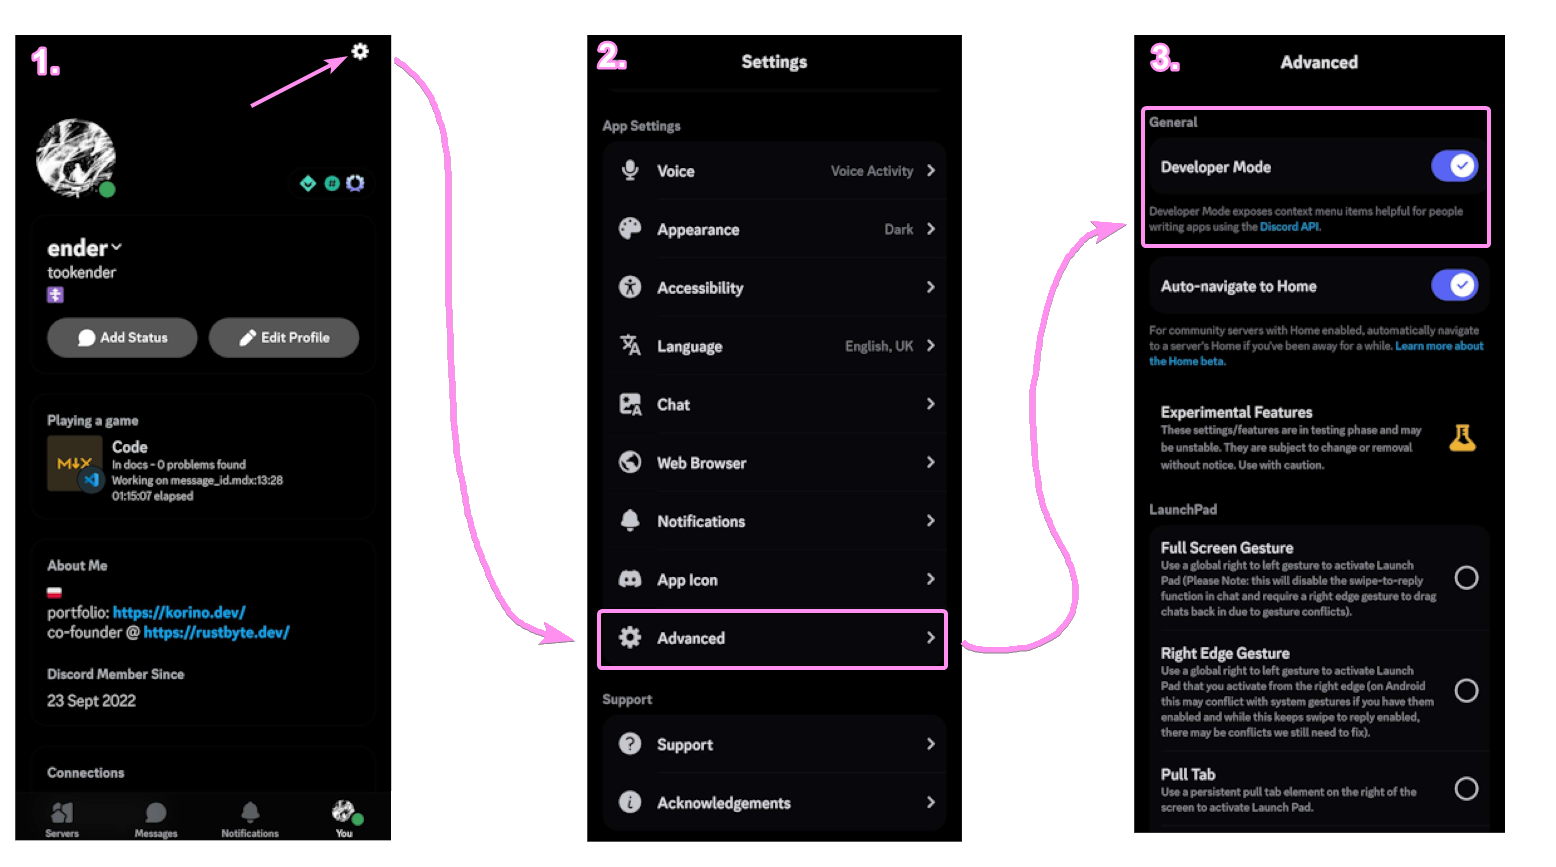 1.
ender
tookender
Add Status
Edit Profile
Playing a game
M↓X
Code
In docs - 0 problems found
Working on message_id.mdx:13:28
01:15:07 elapsed
About Me
portfolio: https://korino.dev/
co-founder @ https://rustbyte.dev/
Discord Member Since
23 Sept 2022
Connections
Servers
Messages
Notifications
You
2.
Settings
App Settings
Voice
Voice Activity
Appearance
Dark
Accessibility
Language
English, UK
Chat
Web Browser
Notifications
App Icon
Advanced
Support
Support
Acknowledgements
3.
Advanced
General
Developer Mode
Developer Mode exposes context menu items helpful for people
writing apps using the Discord API.
Auto-navigate to Home
For community servers with Home enabled, automatically navigate
to a server's Home if you've been away for a while. Learn more about
the Home beta.
Experimental Features
These settings/features are in testing phase and may
be unstable. They are subject to change or removal
without notice. Use with caution.
LaunchPad
Full Screen Gesture
Use a global right to left gesture to activate Launch
Pad (Please Note: this will disable the swipe-to-reply
function in chat and require a right edge gesture to drag
chats back in due to gesture conflicts).
Right Edge Gesture
Use a global right to left gesture to activate Launch
Pad that you activate from the right edge (on Android
this may conflict with system gestures if you have them
enabled and while this keeps swipe to reply enabled,
there may be conflicts we still need to fix).
Pull Tab
Use a persistent pull tab element on the right of the
screen to activate Launch Pad.